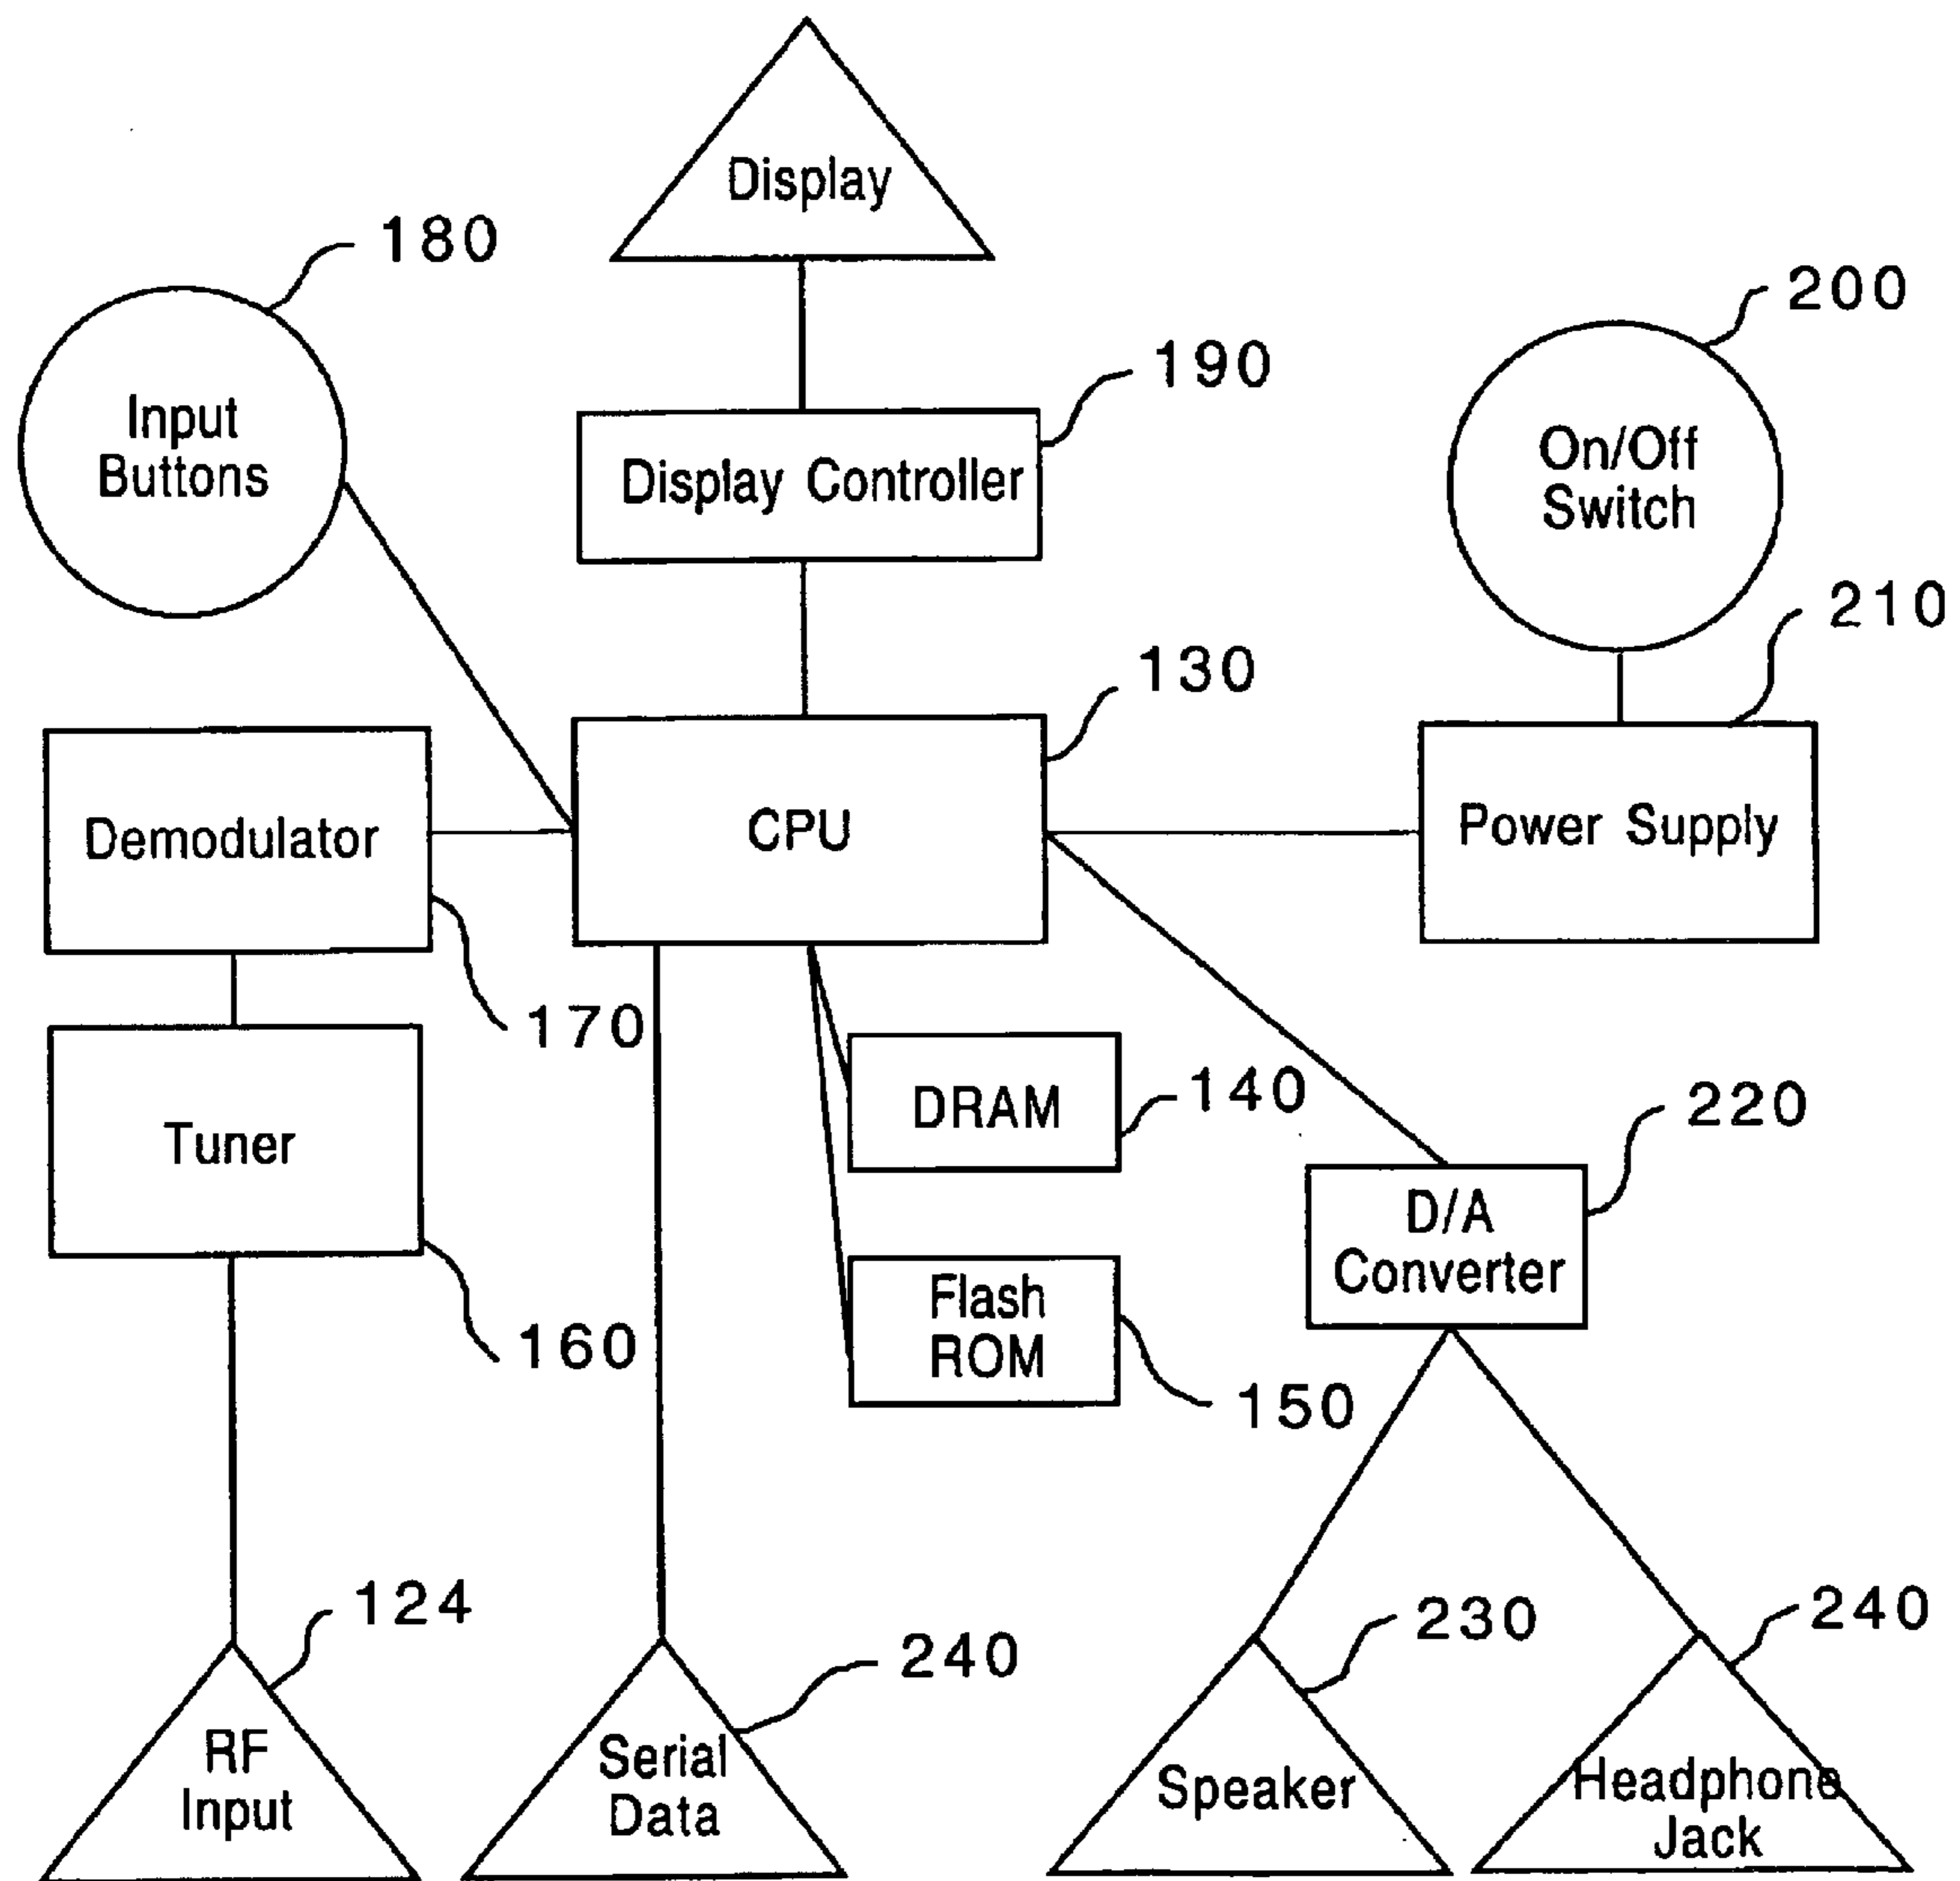 Display
180
200
190
Input
Buttons
Display Controller
On/Off
Switch
210
130
Demodulator
CPU
Power Supply
170
DRAM
140
220
Tuner
D/A
Converter
160
Flash
ROM
150
124
240
230
240
RF
Input
Serial
Data
Speaker
Headphone
Jack